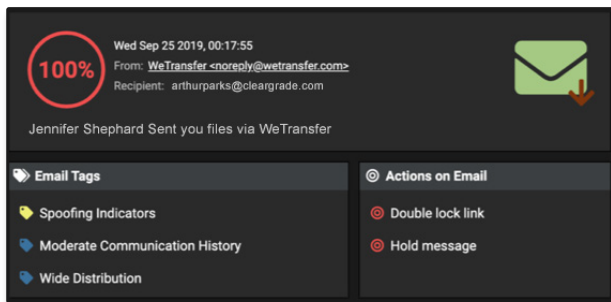 100%
Wed Sep 25 2019, 00:17:55
From: WeTransfer <noreply@wetransfer.com>
Recipient: arthurparks@cleargrade.com
Jennifer Shephard Sent you files via WeTransfer
Email Tags
Spoofing Indicators
Moderate Communication History
Wide Distribution
Actions on Email
Double lock link
Hold message